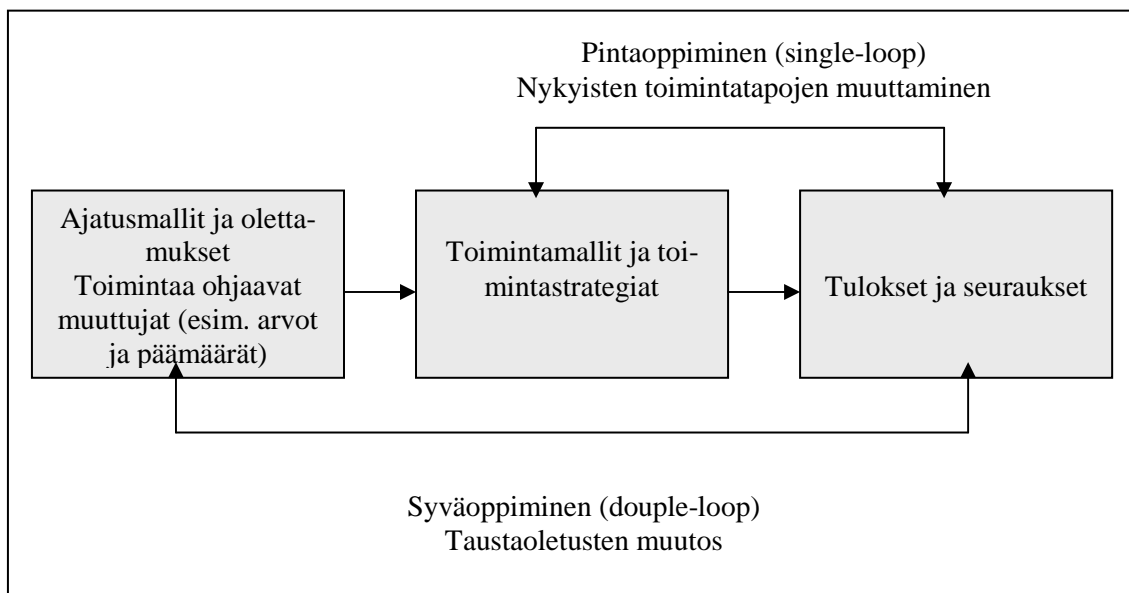 Pintaoppiminen (single-loop)
Nykyisten toimintatapojen muuttaminen
Ajatusmallit ja oletta-
mukset
Toimintaa ohjaavat
muuttujat (esim. arvot
ja päämäärät)
Toimintamallit ja toi-
mintastrategiat
Tulokset ja seuraukset
Syväoppiminen (douple-loop)
Taustaoletusten muutos